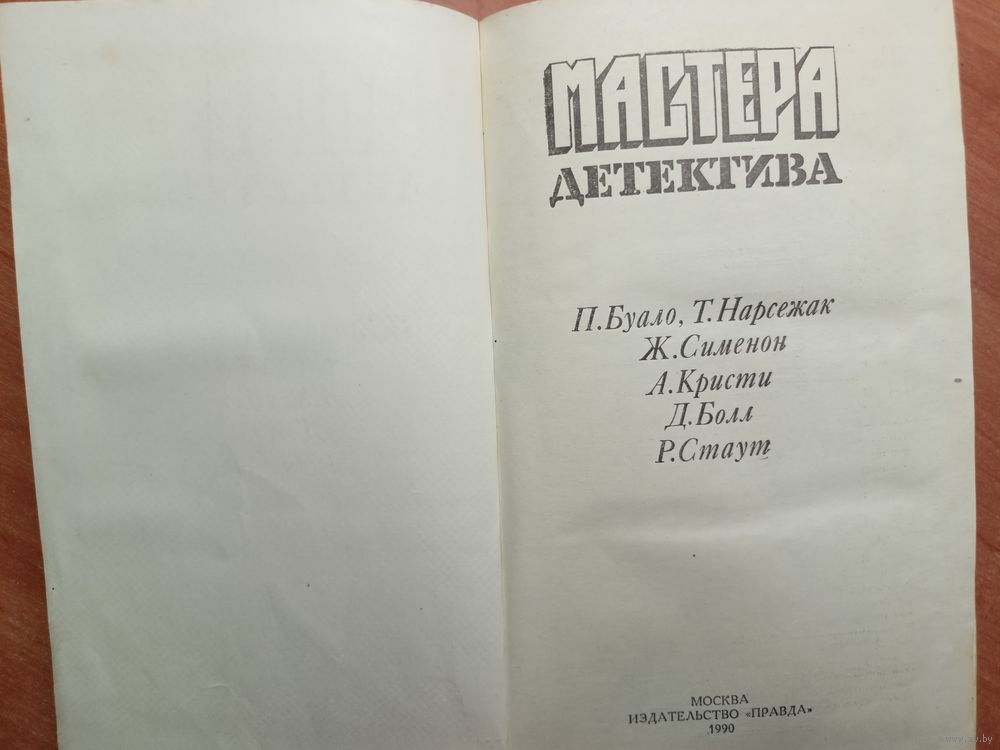 МАСТЕРА
ДЕТЕКТИВА
П.Буало, Т.Нарсежак
Ж.Сименон
А.Кристи
Д.Болл
Р.Стаут
МОСКВА
ИЗДАТЕЛЬСТВО «ПРАВДА»
1990